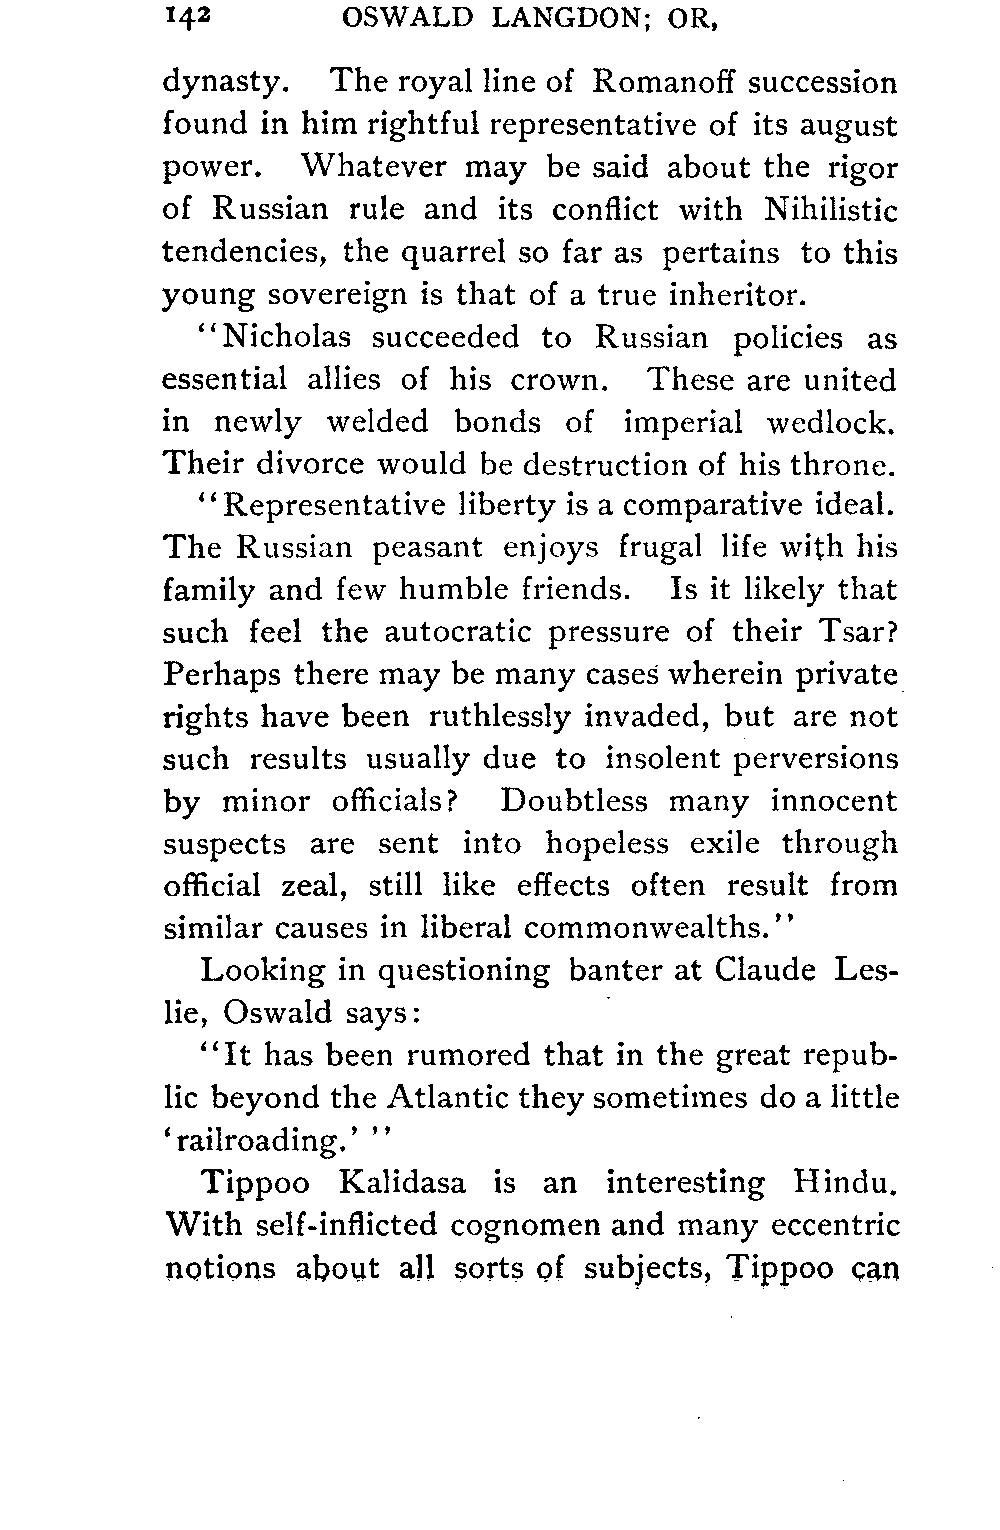 142 OSWALD LANGDON; OR,
dynasty. The royal line of Romanoff succession
found in him rightful representative of its august
power. Whatever may be said about the rigor
of Russian rule and its conflict with Nihilistic
tendencies, the quarrel so far as pertains to this
young sovereign is that of a true inheritor.
"Nicholas succeeded to Russian policies as
essential allies of his crown. These are united
in newly welded bonds of imperial wedlock.
Their divorce would be destruction of his throne.
"Representative liberty is a comparative ideal.
The Russian peasant enjoys frugal life with his
family and few humble friends. Is it likely that
such feel the autocratic pressure of their Tsar?
Perhaps there may be many cases wherein private
rights have been ruthlessly invaded, but are not
such results usually due to insolent perversions
by minor officials? Doubtless many innocent
suspects are sent into hopeless exile through
official zeal, still like effects often result from
similar causes in liberal commonwealths."
Looking in questioning banter at Claude Les-
lie, Oswald says:
"It has been rumored that in the great repub-
lic beyond the Atlantic they sometimes do a little
'railroading.' "
Tippoo Kalidasa is an interesting Hindu.
With self-inflicted cognomen and many eccentric
notions about all sorts of subjects, Tippoo can